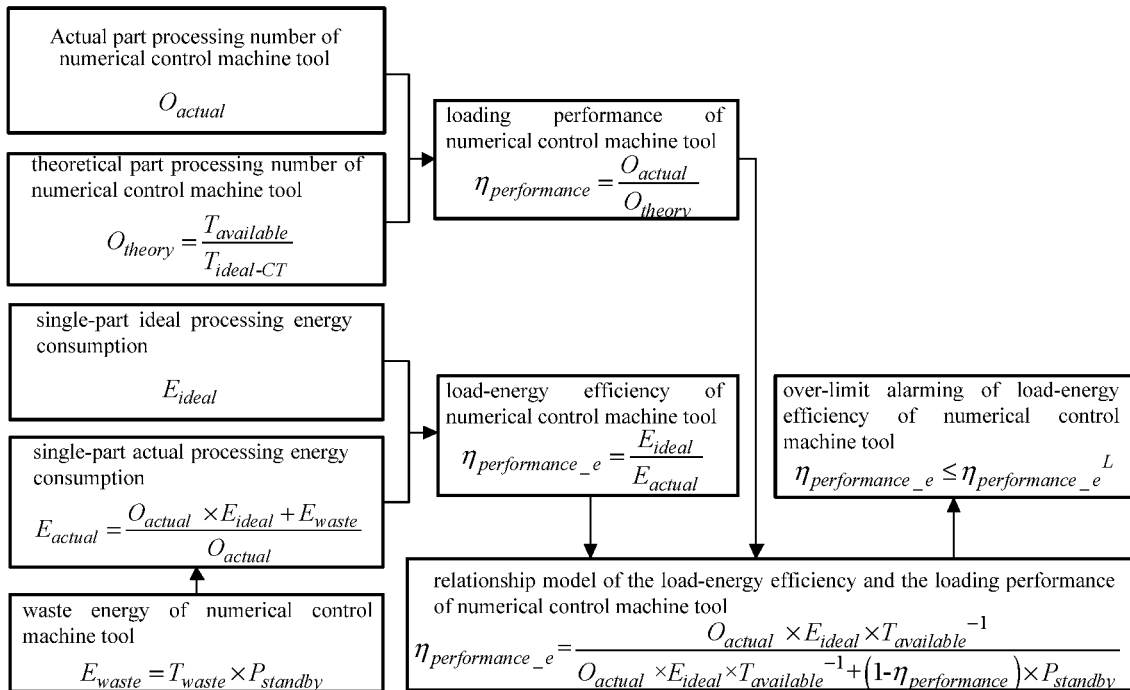 Actual part processing number of
numerical control machine tool
O_actual
theoretical part processing number of
numerical control machine tool
O_theory = T_available / T_ideal-CT
loading performance of
numerical control machine tool
η_performance = O_actual / O_theory
single-part ideal processing energy
consumption
E_ideal
single-part actual processing energy
consumption
E_actual = (O_actual × E_ideal + E_waste) / O_actual
waste energy of numerical control
machine tool
E_waste = T_waste × P_standby
load-energy efficiency of
numerical control machine tool
η_performance_e = E_ideal / E_actual
over-limit alarming of load-energy
efficiency of numerical control
machine tool
η_performance_e ≤ η_performance_e^L
relationship model of the load-energy efficiency and the loading performance
of numerical control machine tool
η_performance_e = (O_actual × E_ideal × T_available^-1) / (O_actual × E_ideal × T_available^-1 + (1-η_performance) × P_standby)